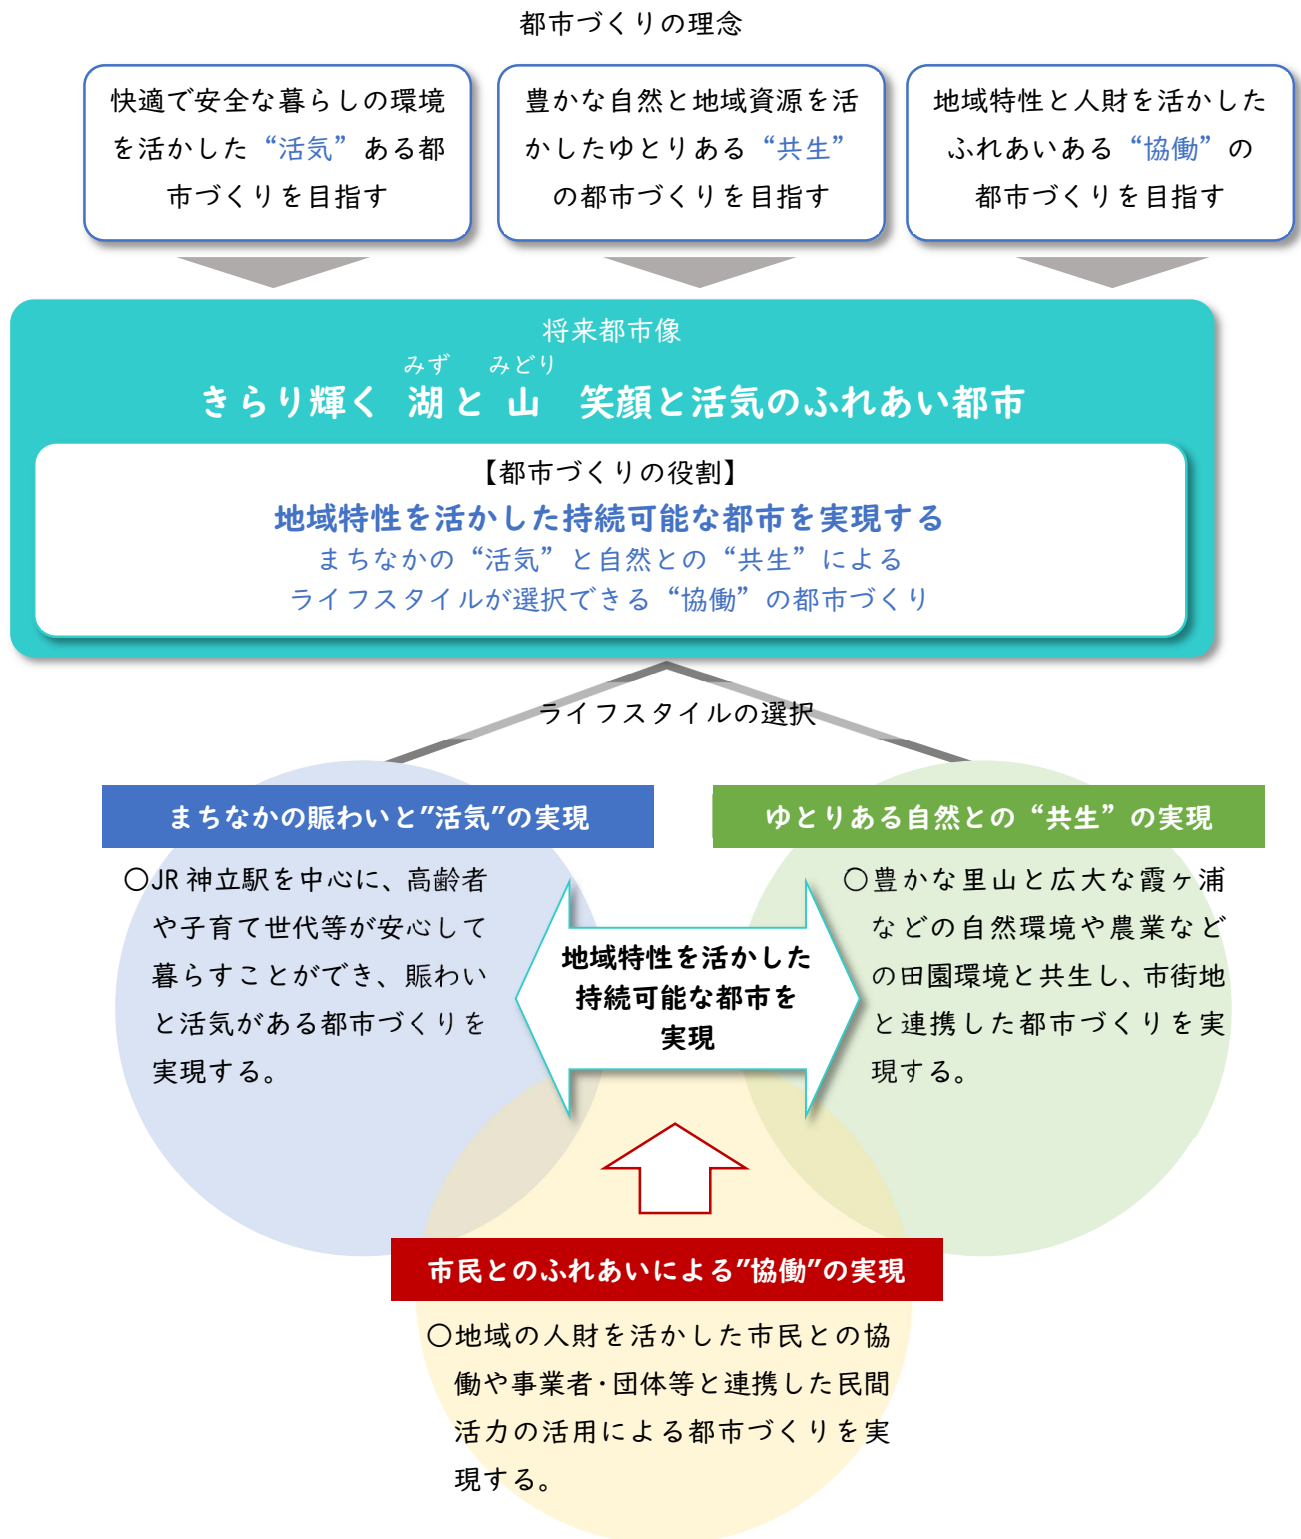 都市づくりの理念
快適で安全な暮らしの環境
を活かした“活気”ある都
市づくりを目指す
豊かな自然と地域資源を活
かしたゆとりある“共生”
の都市づくりを目指す
地域特性と人財を活かした
ふれあいある“協働”の
都市づくりを目指す
将来都市像
みず みどり
きらり輝く 湖と山 笑顔と活気のふれあい都市
【都市づくりの役割】
地域特性を活かした持続可能な都市を実現する
まちなかの“活気”と自然との“共生”による
ライフスタイルが選択できる“協働”の都市づくり
ライフスタイルの選択
まちなかの賑わいと”活気”の実現
〇JR神立駅を中心に、高齢者
や子育て世代等が安心して
暮らすことができ、賑わい
と活気がある都市づくりを
実現する。
ゆとりある自然との“共生”の実現
〇豊かな里山と広大な霞ヶ浦
などの自然環境や農業など
の田園環境と共生し、市街地
と連携した都市づくりを実
現する。
地域特性を活かした
持続可能な都市を
実現
市民とのふれあいによる”協働”の実現
〇地域の人財を活かした市民との協
働や事業者・団体等と連携した民間
活力の活用による都市づくりを実
現する。